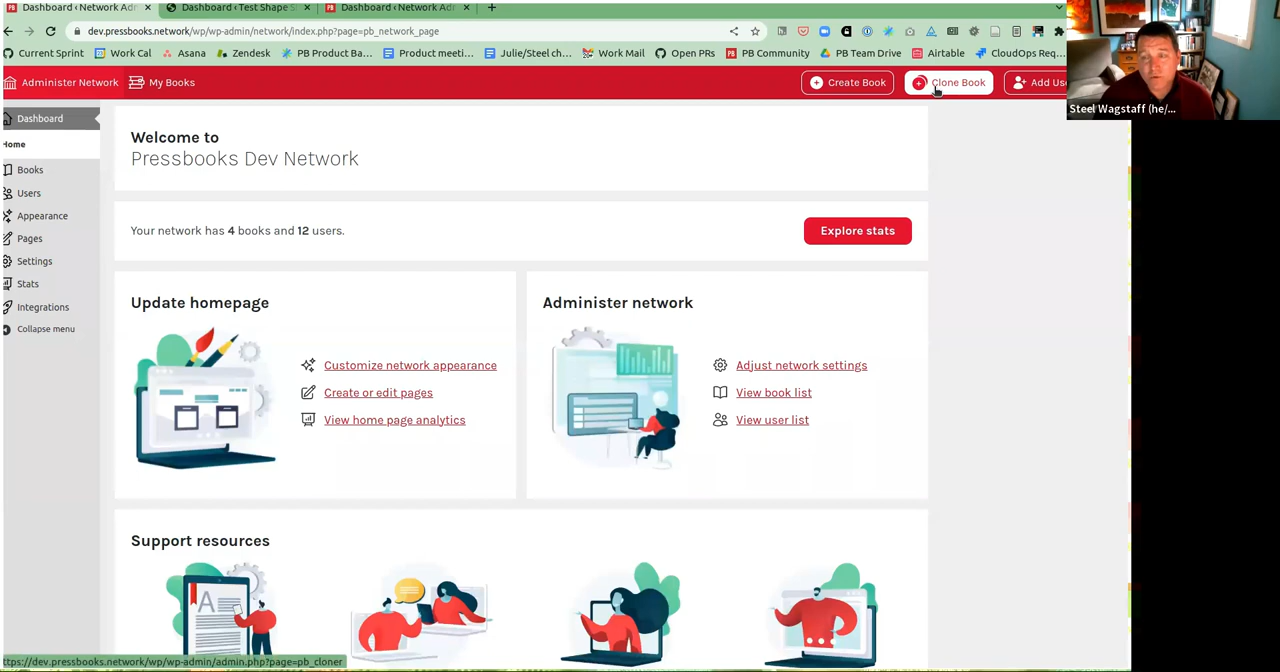 PB Dashboard ‹ Network Admin × Dashboard ‹ Test Shape S × PB Dashboard ‹ Network Ad × +
dev.pressbooks.network/wp/wp-admin/network/index.php?page=pb_network_page
Current Sprint Work Cal Asana Zendesk PB Product Ba... Product meeti... Julie/Steel ch... Work Mail Open PRs PB PB Community PB Team Drive Airtable CloudOps Req...
Administer Network My Books Create Book Clone Book Add Use
Steel Wagstaff (he/...
Dashboard
Home
Books
Users
Appearance
Pages
Settings
Stats
Integrations
Collapse menu
Welcome to
Pressbooks Dev Network
Your network has 4 books and 12 users.
Explore stats
Update homepage
Customize network appearance
Create or edit pages
View home page analytics
Administer network
Adjust network settings
View book list
View user list
Support resources
A
ttps://dev.pressbooks.network/wp/wp-admin/admin.php?page=pb_cloner